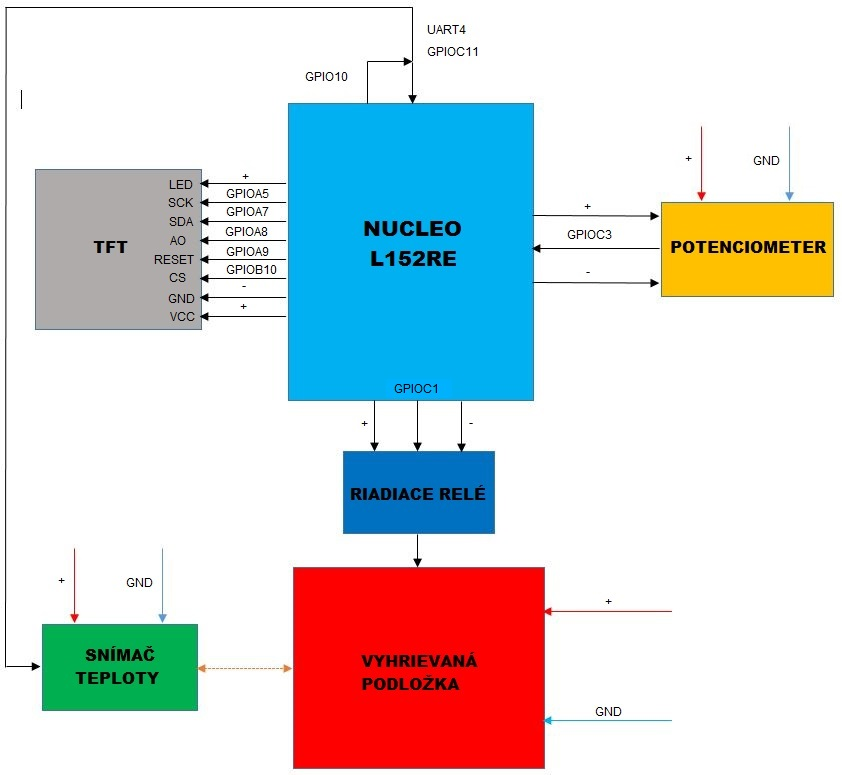 UART4
GPIOC11
GPIO10
+
GND
LED
SCK
SDA
AO
RESET
CS
GND
VCC
TFT
+
GPIOA5
GPIOA7
GPIOA8
GPIOA9
GPIOB10
-
+
NUCLEO
L152RE
+
GPIOC3
-
POTENCIOMETER
GPIOC1
+
-
RIADIACE RELÉ
+
GND
SNÍMAČ
TEPLOTY
VYHRIEVANÁ
PODLOŽKA
+
GND